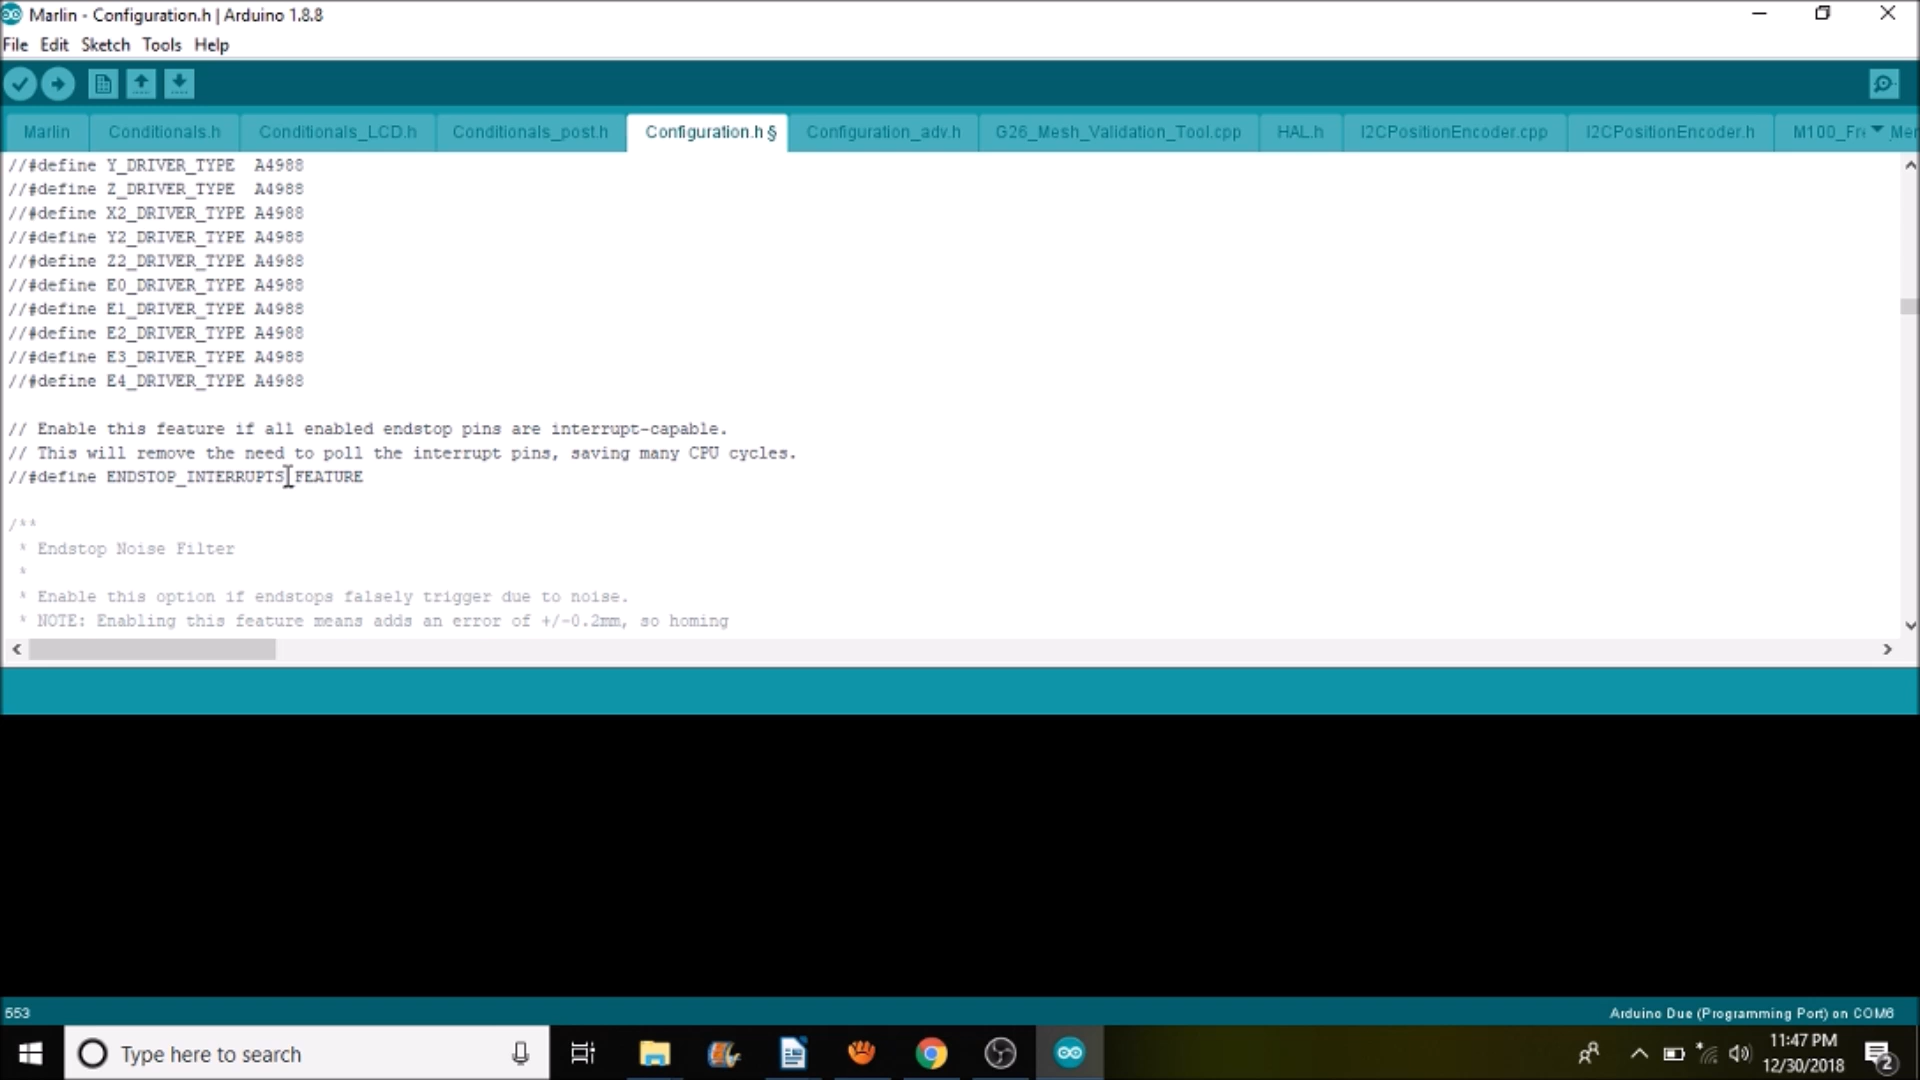 Marlin - Configuration.h | Arduino 1.8.8
File Edit Sketch Tools Help
Marlin Conditionals.h Conditionals_LCD.h Conditionals_post.h Configuration.h § Configuration_adv.h G26_Mesh_Validation_Tool.cpp HAL.h I2CPositionEncoder.cpp I2CPositionEncoder.h M100_Fre Mer
//#define Y_DRIVER_TYPE  A4988
//#define Z_DRIVER_TYPE  A4988
//#define X2_DRIVER_TYPE A4988
//#define Y2_DRIVER_TYPE A4988
//#define Z2_DRIVER_TYPE A4988
//#define E0_DRIVER_TYPE A4988
//#define E1_DRIVER_TYPE A4988
//#define E2_DRIVER_TYPE A4988
//#define E3_DRIVER_TYPE A4988
//#define E4_DRIVER_TYPE A4988
// Enable this feature if all enabled endstop pins are interrupt-capable.
// This will remove the need to poll the interrupt pins, saving many CPU cycles.
//#define ENDSTOP_INTERRUPTS_FEATURE
/**
* Endstop Noise Filter
*
* Enable this option if endstops falsely trigger due to noise.
* NOTE: Enabling this feature means adds an error of +/-0.2mm, so homing
553
Arduino Due (Programming Port) on COM6
Type here to search
11:47 PM
12/30/2018
2